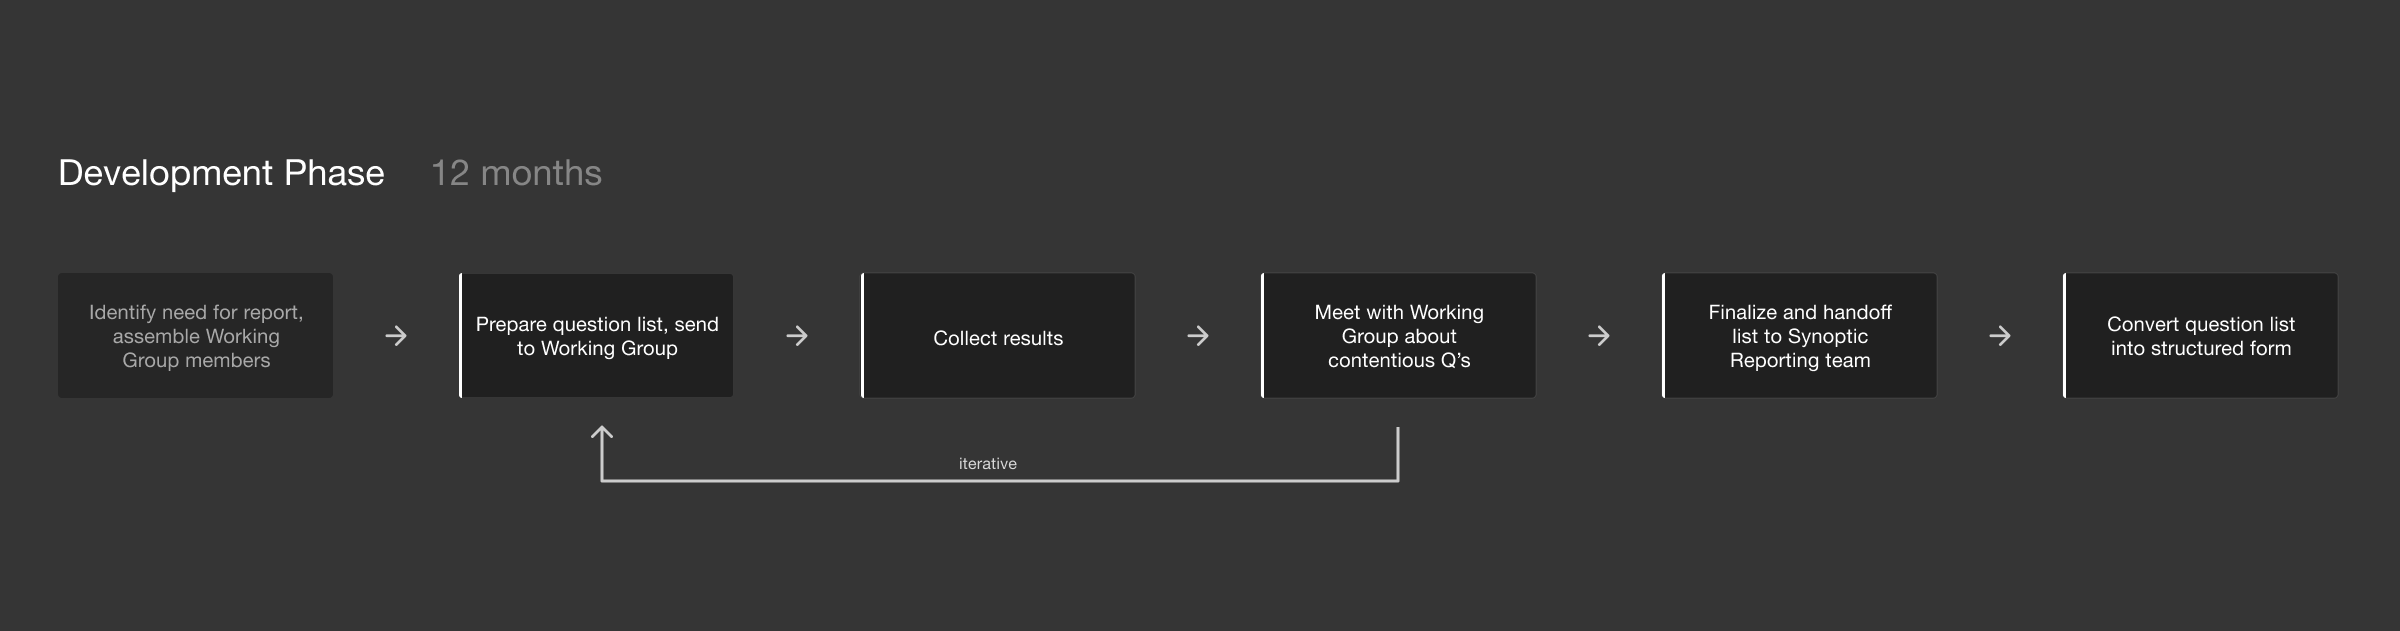 Development Phase 12 months
Identify need for report,
assemble Working
Group members
Prepare question list, send
to Working Group
Collect results
Meet with Working
Group about
contentious Q’s
Finalize and handoff
list to Synoptic
Reporting team
Convert question list
into structured form
iterative